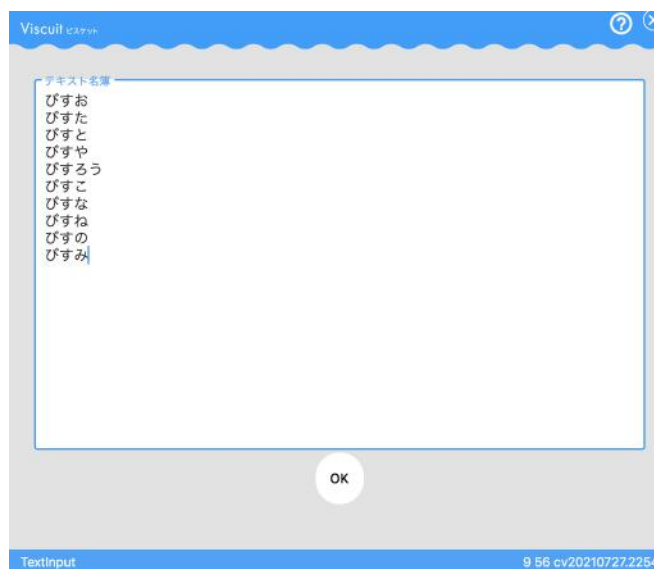 Viscuit ビスケット
テキスト名簿
びすお
びすた
びすと
びすや
びすろう
びすこ
びすな
びすね
びすの
びすみ
OK
TextInput
9 56 cv20210727.2254